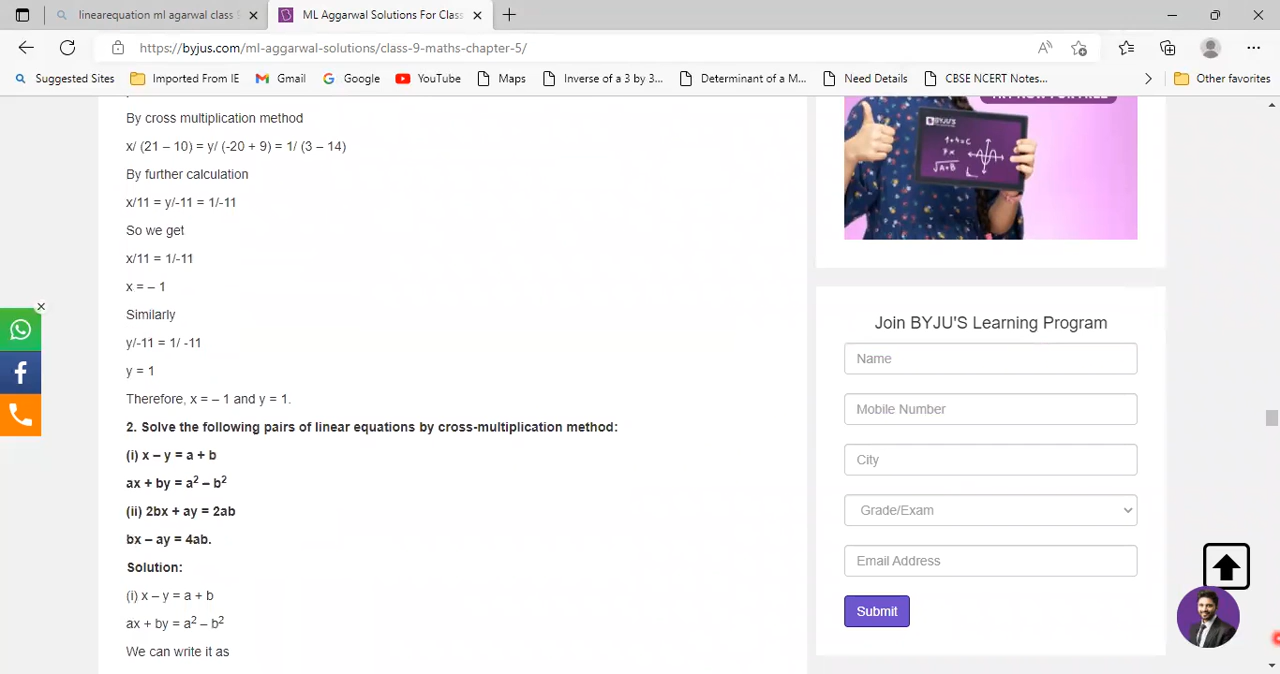 linearequation ml agarwal class
ML Aggarwal Solutions For Class
https://byjus.com/ml-aggarwal-solutions/class-9-maths-chapter-5/
Suggested Sites
Imported From IE
Gmail
Google
YouTube
Maps
Inverse of a 3 by 3...
Determinant of a M...
Need Details
CBSE NCERT Notes...
Other favorites
By cross multiplication method
x/ (21 – 10) = y/ (-20 + 9) = 1/ (3 – 14)
By further calculation
x/11 = y/-11 = 1/-11
So we get
x/11 = 1/-11
x = – 1
Similarly
y/-11 = 1/ -11
y = 1
Therefore, x = – 1 and y = 1.
2. Solve the following pairs of linear equations by cross-multiplication method:
(i) x – y = a + b
ax + by = a² – b²
(ii) 2bx + ay = 2ab
bx – ay = 4ab.
Solution:
(i) x – y = a + b
ax + by = a² – b²
We can write it as
BYJU'S
Join BYJU'S Learning Program
Name
Mobile Number
City
Grade/Exam
Email Address
Submit